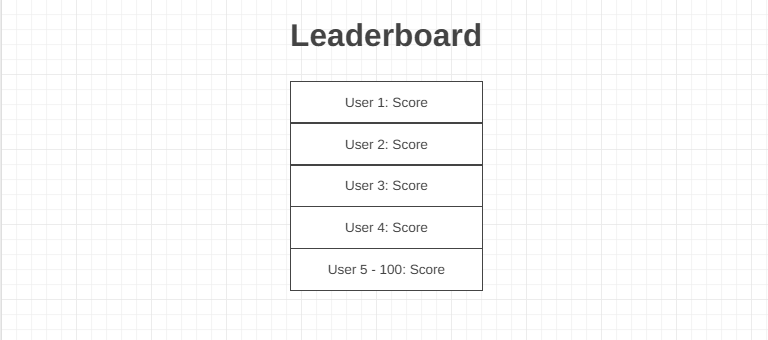 Leaderboard
User 1: Score
User 2: Score
User 3: Score
User 4: Score
User 5 - 100: Score